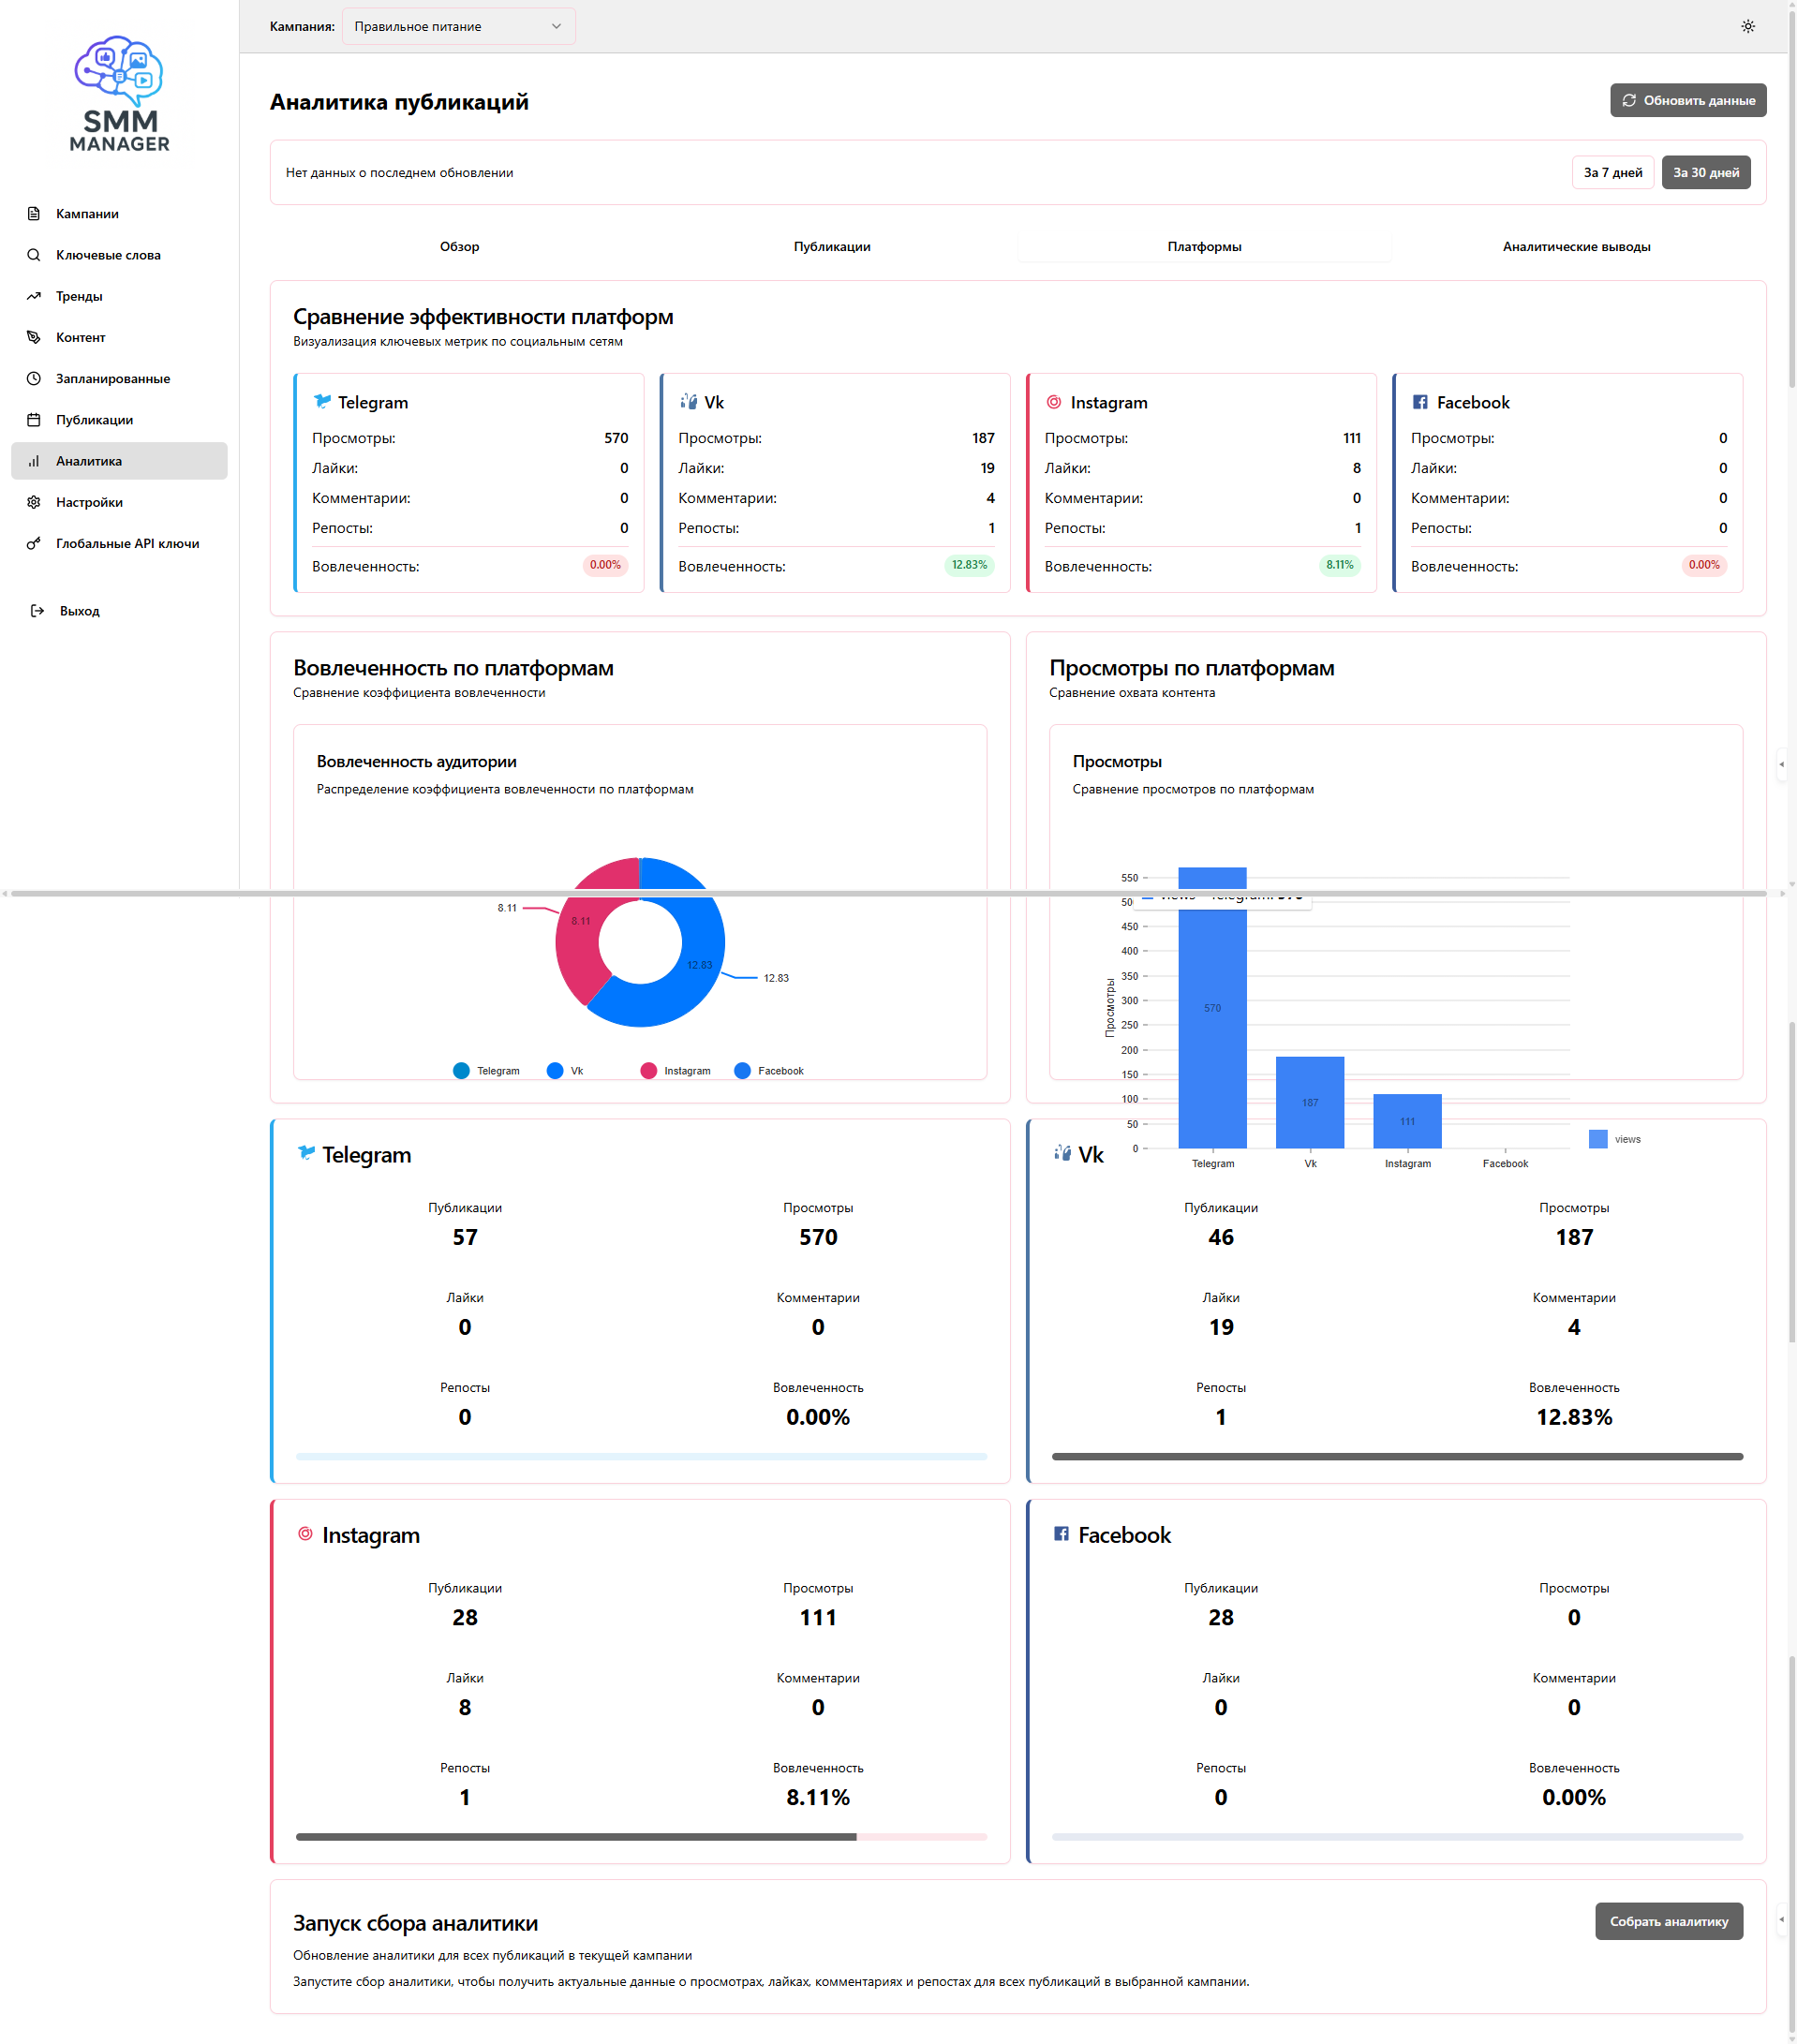 SMM
MANAGER
Кампании
Ключевые слова
Тренды
Контент
Запланированные
Публикации
Аналитика
Настройки
Глобальные API ключи
Выход
Кампания: Правильное питание
Аналитика публикаций
Обновить данные
Нет данных о последнем обновлении
За 7 дней За 30 дней
Обзор Публикации Платформы Аналитические выводы
Сравнение эффективности платформ
Визуализация ключевых метрик по социальным сетям
Telegram
Просмотры: 570
Лайки: 0
Комментарии: 0
Репосты: 0
Вовлеченность: 0.00%
Vk
Просмотры: 187
Лайки: 19
Комментарии: 4
Репосты: 1
Вовлеченность: 12.83%
Instagram
Просмотры: 111
Лайки: 8
Комментарии: 0
Репосты: 1
Вовлеченность: 8.11%
Facebook
Просмотры: 0
Лайки: 0
Комментарии: 0
Репосты: 0
Вовлеченность: 0.00%
Вовлеченность по платформам
Сравнение коэффициента вовлеченности
Вовлеченность аудитории
Распределение коэффициента вовлеченности по платформам
8.11
8.11
12.83
12.83
Telegram Vk Instagram Facebook
Просмотры по платформам
Сравнение охвата контента
Просмотры
Сравнение просмотров по платформам
Просмотры
550
50
450
400
350
300
250
200
150
100
50
0
570
187
111
Telegram Vk Instagram Facebook
views
Telegram
Публикации Просмотры
57 570
Лайки Комментарии
0 0
Репосты Вовлеченность
0 0.00%
Vk
Публикации Просмотры
46 187
Лайки Комментарии
19 4
Репосты Вовлеченность
1 12.83%
Instagram
Публикации Просмотры
28 111
Лайки Комментарии
8 0
Репосты Вовлеченность
1 8.11%
Facebook
Публикации Просмотры
28 0
Лайки Комментарии
0 0
Репосты Вовлеченность
0 0.00%
Запуск сбора аналитики
Собрать аналитику
Обновление аналитики для всех публикаций в текущей кампании
Запустите сбор аналитики, чтобы получить актуальные данные о просмотрах, лайках, комментариях и репостах для всех публикаций в выбранной кампании.